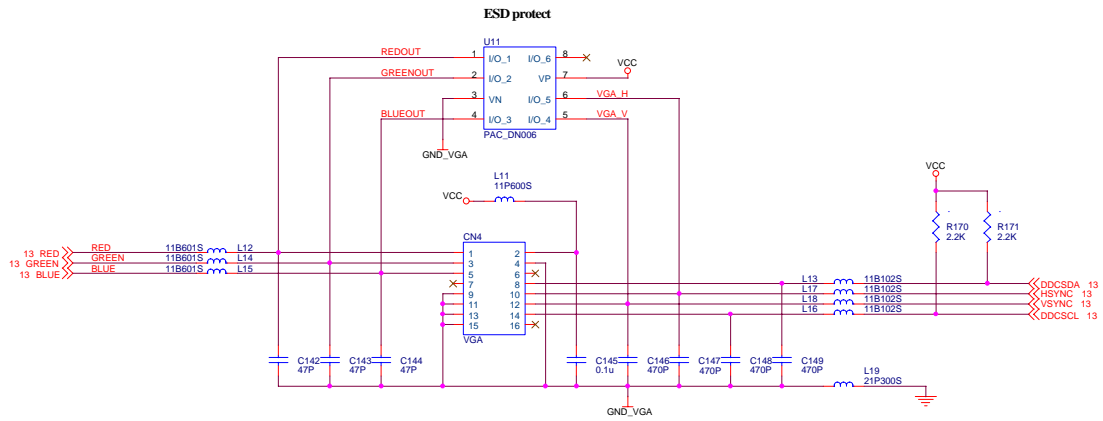 ESD protect
U11
REDOUT 1 I/O_1 I/O_6 8
VCC
GREENOUT 2 I/O_2 VP 7
3 VN I/O_5 6 VGA_H
BLUEOUT 4 I/O_3 I/O_4 5 VGA_V
PAC_DN006
GND_VGA
L11
11P600S
VCC
VCC
R170
2.2K
R171
2.2K
CN4
13 RED RED 11B601S L12 1 2
13 GREEN GREEN 11B601S L14 3 4
13 BLUE BLUE 11B601S L15 5 6
7 8 L13 11B102S DDCSDA 13
9 10 L17 11B102S HSYNC 13
11 12 L18 11B102S VSYNC 13
13 14 L16 11B102S DDCSCL 13
15 16
VGA
C142
47P
C143
47P
C144
47P
C145
0.1u
C146
470P
C147
470P
C148
470P
C149
470P
L19
21P300S
GND_VGA